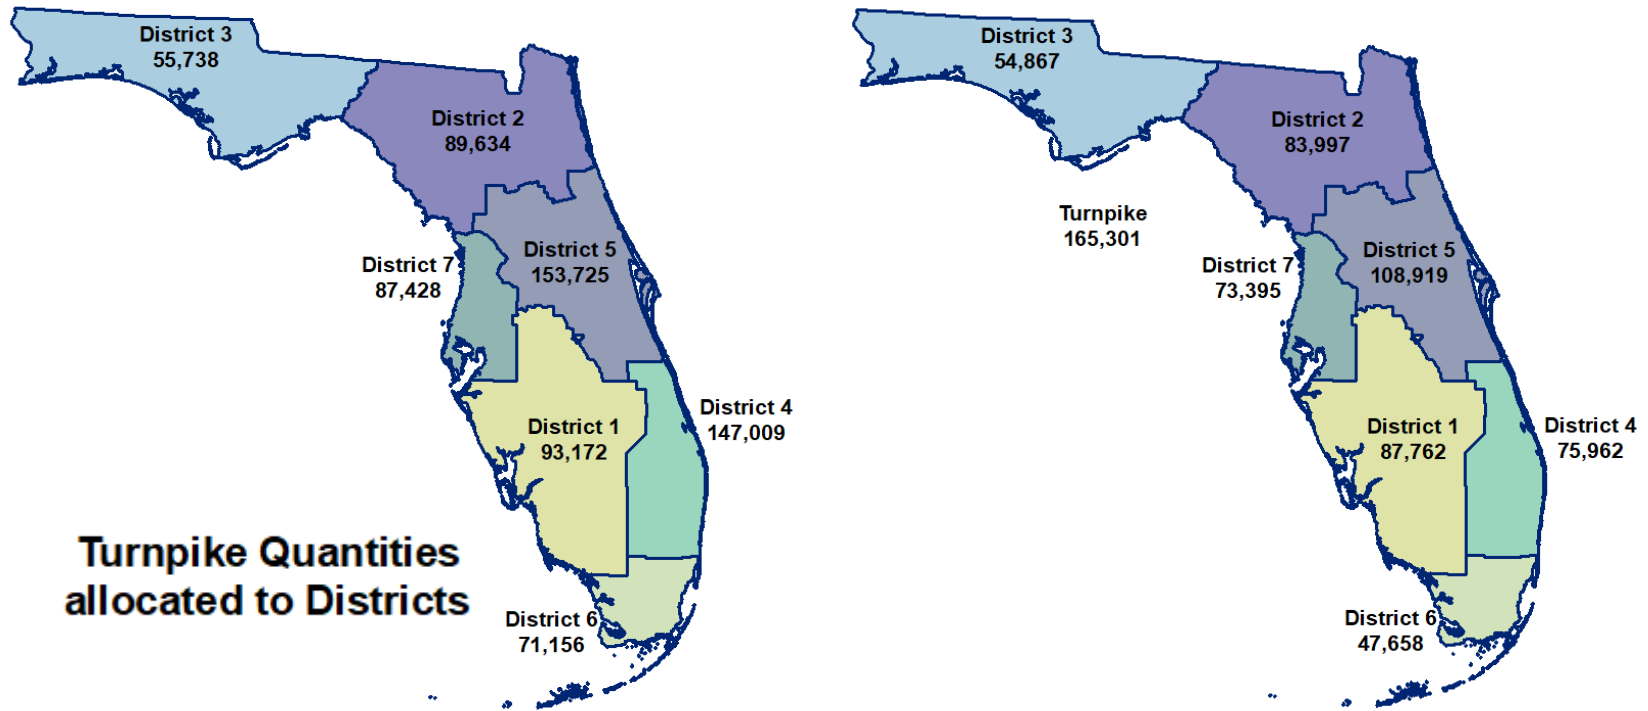 District 3
55,738
District 2
89,634
District 5
153,725
District 7
87,428
District 4
147,009
District 1
93,172
Turnpike Quantities
allocated to Districts
District 6
71,156
District 3
54,867
District 2
83,997
Turnpike
165,301
District 5
108,919
District 7
73,395
District 1
87,762
District 4
75,962
District 6
47,658